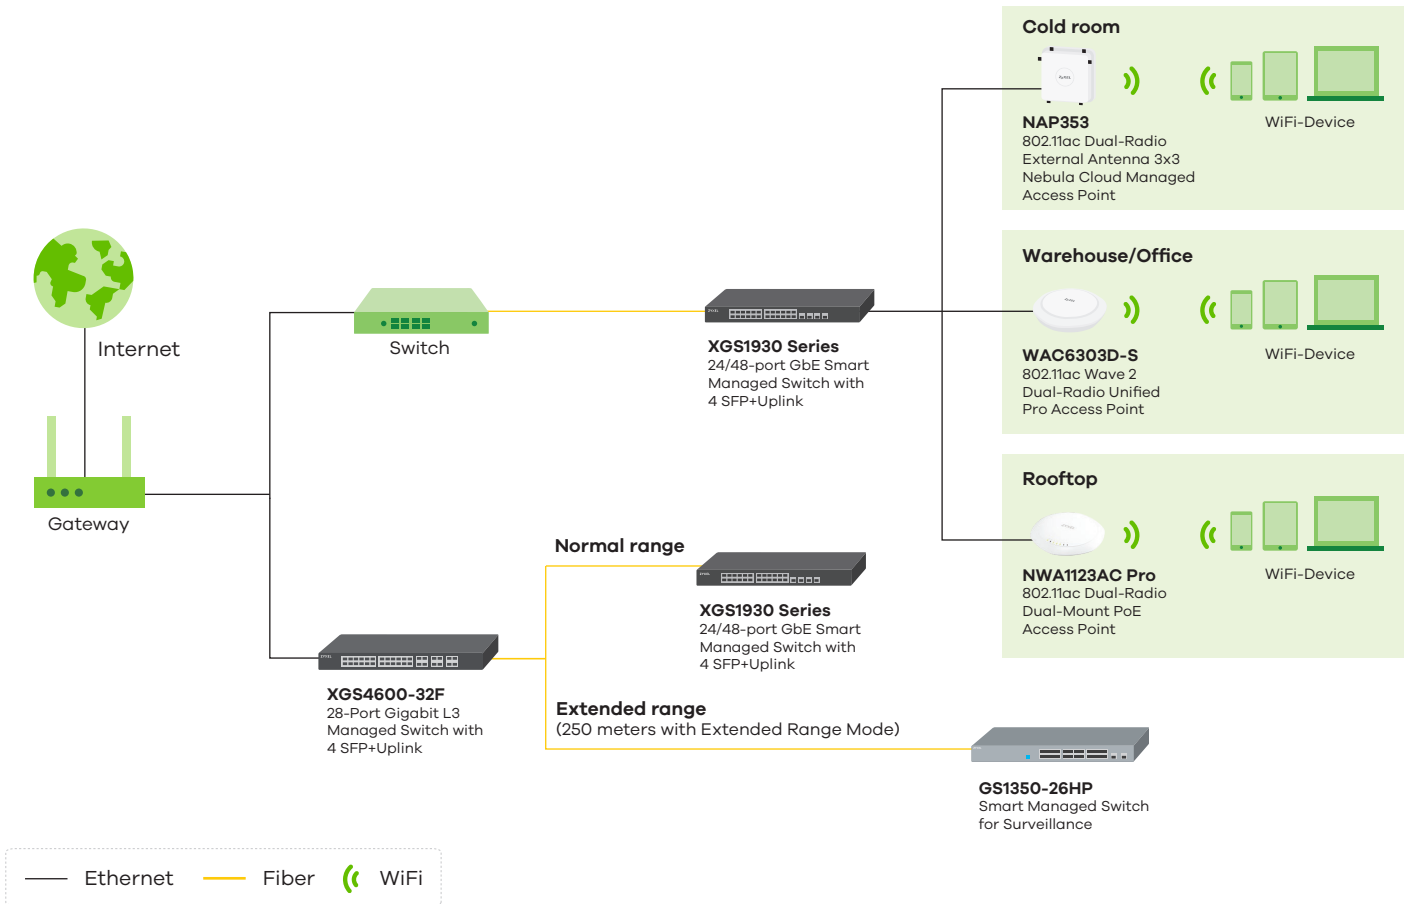 Cold room
NAP353
802.11ac Dual-Radio
External Antenna 3x3
Nebula Cloud Managed
Access Point
WiFi-Device
Warehouse/Office
WAC6303D-S
802.11ac Wave 2
Dual-Radio Unified
Pro Access Point
WiFi-Device
Rooftop
NWA1123AC Pro
802.11ac Dual-Radio
Dual-Mount PoE
Access Point
WiFi-Device
Internet
Gateway
Switch
XGS1930 Series
24/48-port GbE Smart
Managed Switch with
4 SFP+Uplink
Normal range
XGS1930 Series
24/48-port GbE Smart
Managed Switch with
4 SFP+Uplink
XGS4600-32F
28-Port Gigabit L3
Managed Switch with
4 SFP+Uplink
Extended range
(250 meters with Extended Range Mode)
GS1350-26HP
Smart Managed Switch
for Surveillance
Ethernet
Fiber
WiFi